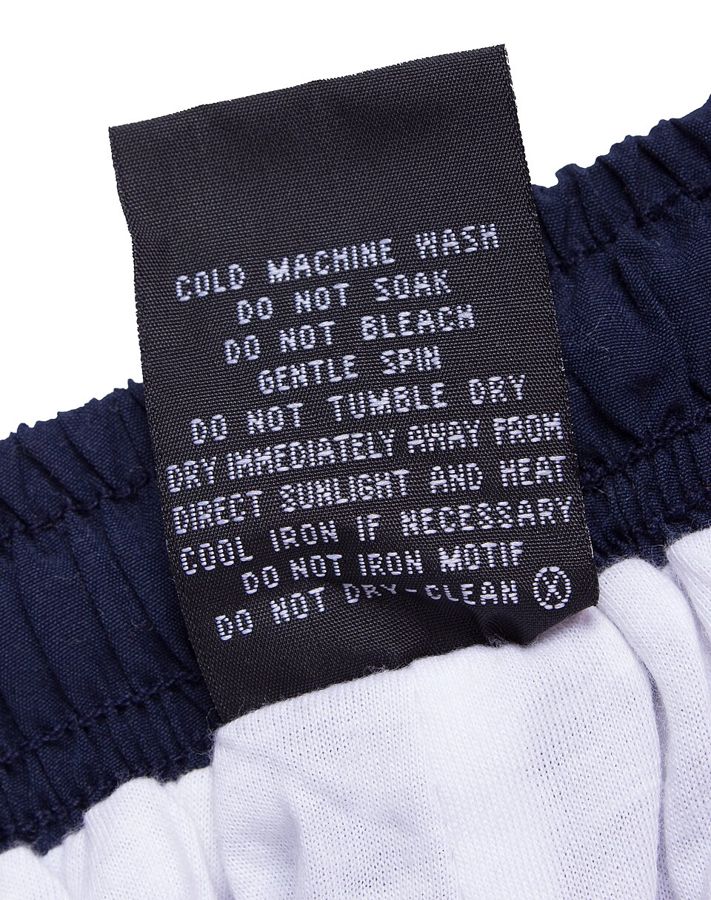 COLD MACHINE WASH
DO NOT SOAK
DO NOT BLEACH
GENTLE SPIN
DO NOT TUMBLE DRY
DRY IMMEDIATELY AWAY FROM
DIRECT SUNLIGHT AND HEAT
COOL IRON IF NECESSARY
DO NOT IRON MOTIF
DO NOT DRY-CLEAN Ⓧ